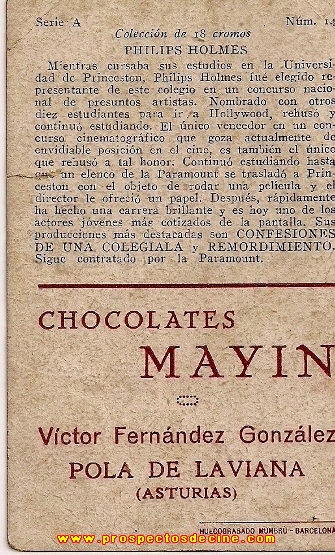 Serie A Núm. 14
Colección de 18 cromos
PHILIPS HOLMES
Mientras cursaba sus estudios en la Universi-
dad de Princeston, Philips Holmes fué elegido re-
presentante de este colegio en un concurso nacio-
nal de presuntos artistas. Nombrado con otros
diez estudiantes para ir a Hollywood, rehusó y
continuó estudiando. El único vencedor en un con-
curso cinematográfico que goza actualmente de
envidiable posición en el cine, es también el único
que rehusó a tal honor. Continuó estudiando hasta
que un elenco de la Paramount se trasladó a Prin-
ceston con el objeto de rodar una película y el
director le ofreció un papel. Después, rápidamente
ha hecho una carrera brillante y es hoy uno de los
actores jóvenes más cotizados de la pantalla. Sus
producciones más destacadas son CONFESIONES
DE UNA COLEGIALA y REMORDIMIENTO.
Sigue contratado por la Paramount.
CHOCOLATES
MAYIN
Víctor Fernández González
POLA DE LAVIANA
(ASTURIAS)
HUECOGRABADO MUMBRÚ - BARCELONA
www.prospectosdecine.com